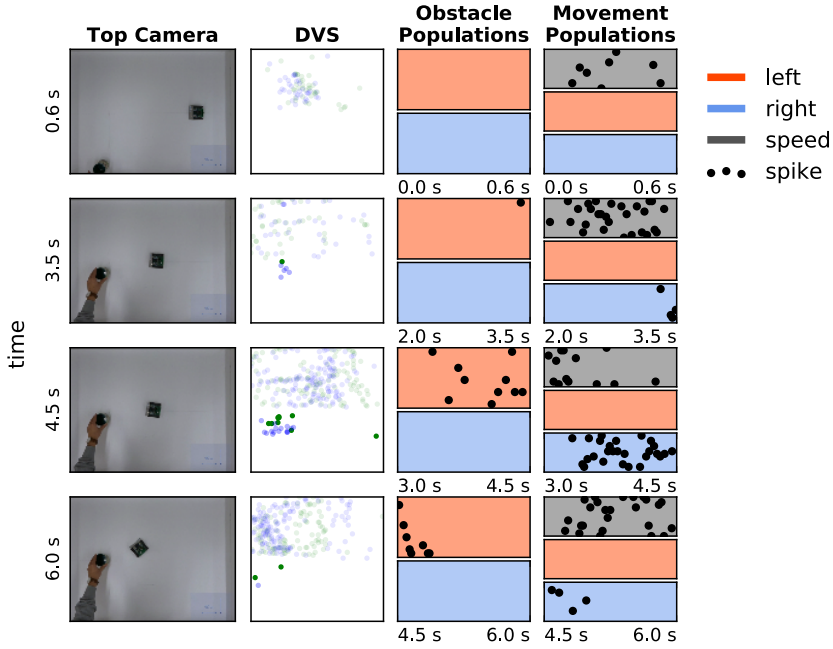 Top Camera
DVS
Obstacle
Populations
Movement
Populations
left
right
speed
spike
time
0.6 s
0.0 s 0.6 s
0.0 s 0.6 s
3.5 s
2.0 s 3.5 s
2.0 s 3.5 s
4.5 s
3.0 s 4.5 s
3.0 s 4.5 s
6.0 s
4.5 s 6.0 s
4.5 s 6.0 s